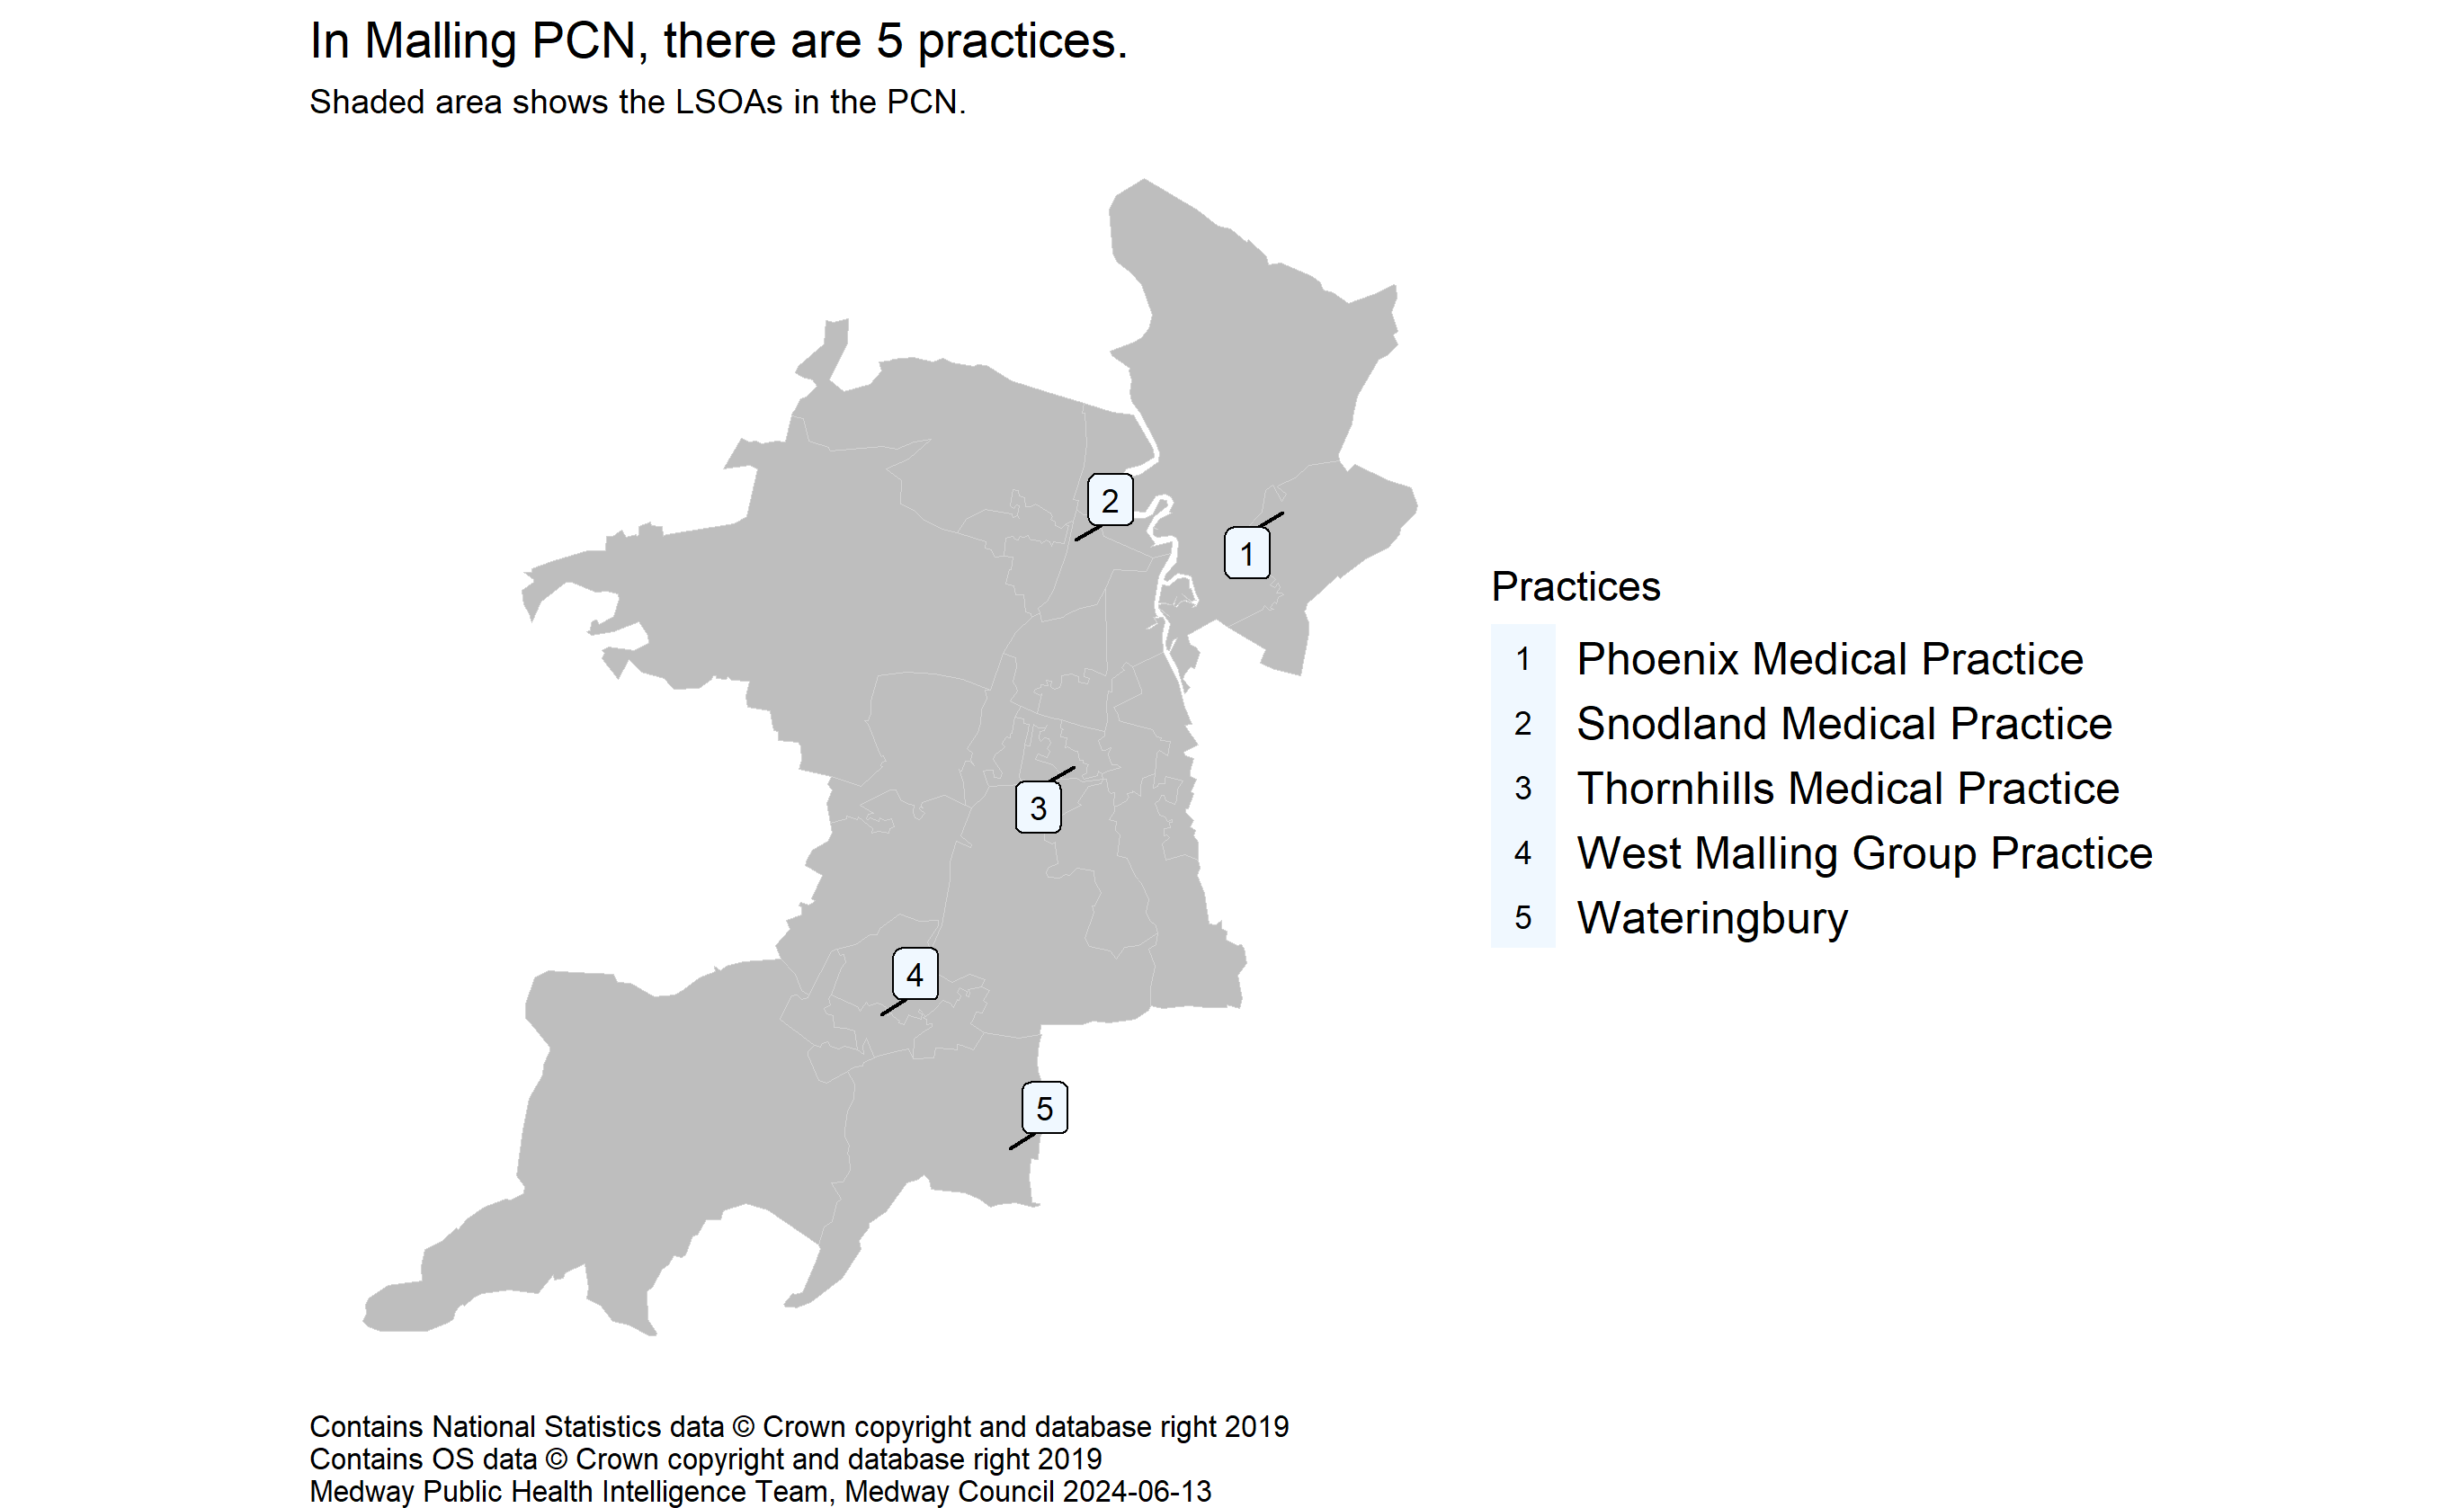 In Malling PCN, there are 5 practices.
Shaded area shows the LSOAs in the PCN.
2
1
3
4
5
Practices
1 Phoenix Medical Practice
2 Snodland Medical Practice
3 Thornhills Medical Practice
4 West Malling Group Practice
5 Wateringbury
Contains National Statistics data © Crown copyright and database right 2019
Contains OS data © Crown copyright and database right 2019
Medway Public Health Intelligence Team, Medway Council 2024-06-13